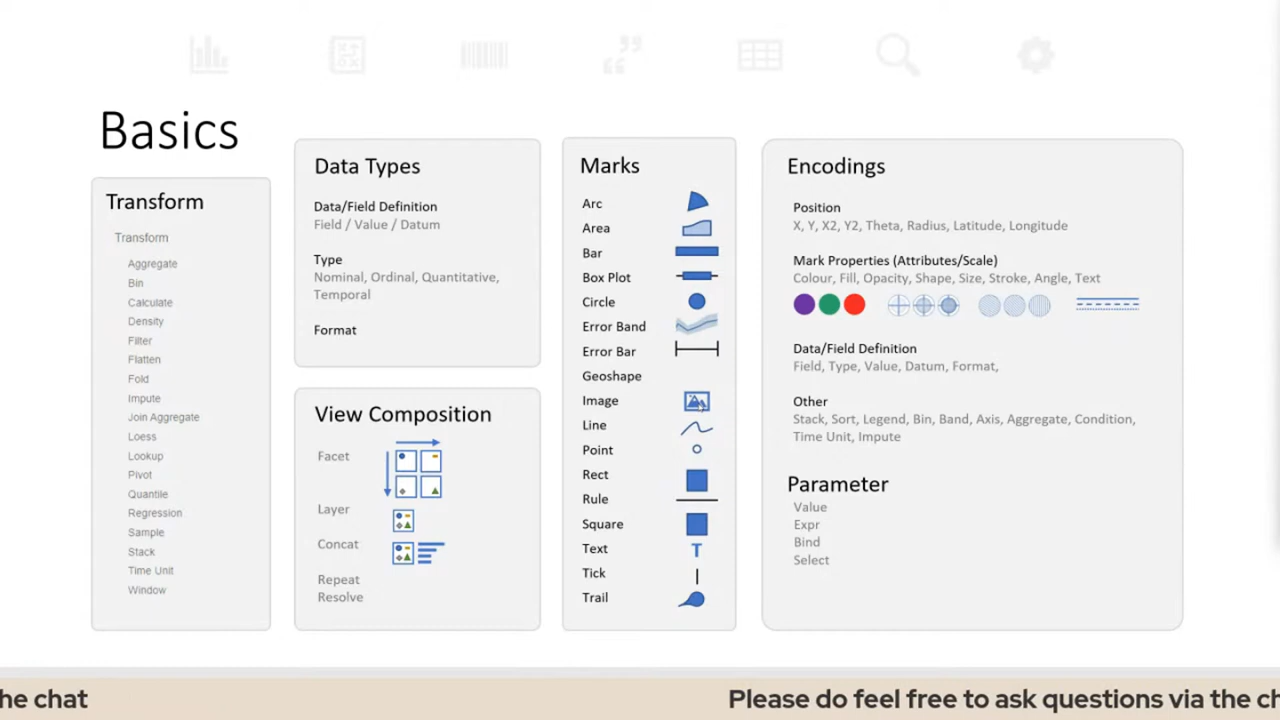 Basics
Transform
Transform
Aggregate
Bin
Calculate
Density
Filter
Flatten
Fold
Impute
Join Aggregate
Loess
Lookup
Pivot
Quantile
Regression
Sample
Stack
Time Unit
Window
Data Types
Data/Field Definition
Field / Value / Datum
Type
Nominal, Ordinal, Quantitative,
Temporal
Format
View Composition
Facet
Layer
Concat
Repeat
Resolve
Marks
Arc
Area
Bar
Box Plot
Circle
Error Band
Error Bar
Geoshape
Image
Line
Point
Rect
Rule
Square
Text
T
Tick
Trail
Encodings
Position
X, Y, X2, Y2, Theta, Radius, Latitude, Longitude
Mark Properties (Attributes/Scale)
Colour, Fill, Opacity, Shape, Size, Stroke, Angle, Text
Data/Field Definition
Field, Type, Value, Datum, Format,
Other
Stack, Sort, Legend, Bin, Band, Axis, Aggregate, Condition,
Time Unit, Impute
Parameter
Value
Expr
Bind
Select
he chat
Please do feel free to ask questions via the ch